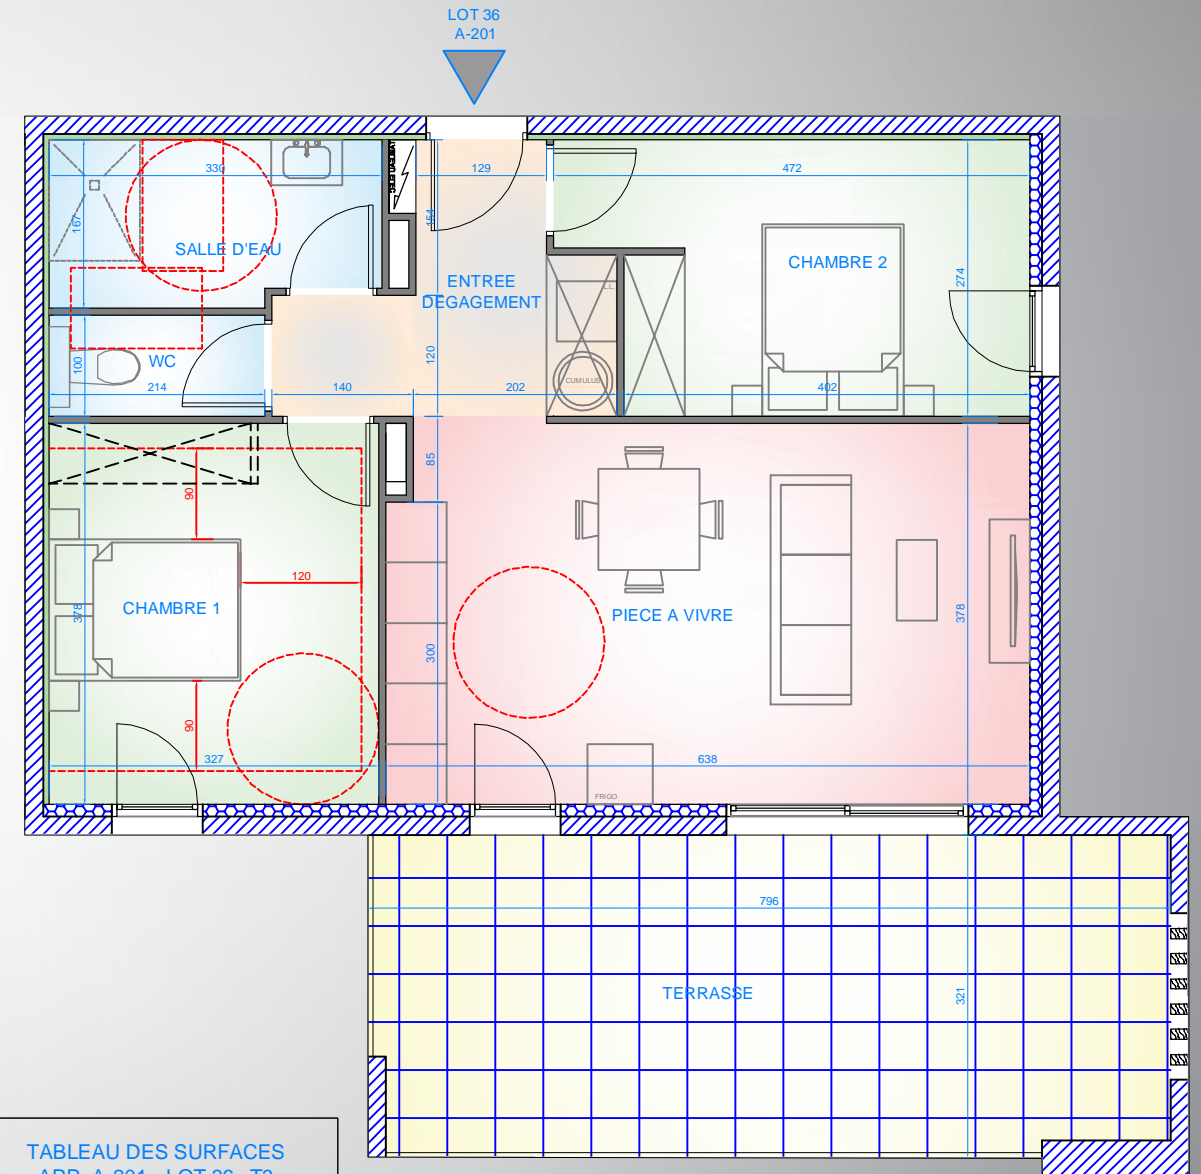 LOT 36
A-201
330
129
472
167
154
SALLE D'EAU
CHAMBRE 2
274
ENTREE
DEGAGEMENT
L.L
120
100
WC
CUMULUS
214
140
202
402
85
90
120
CHAMBRE 1
378
PIECE A VIVRE
378
300
90
327
638
FRIGO
796
TERRASSE
321
TABLEAU DES SURFACES